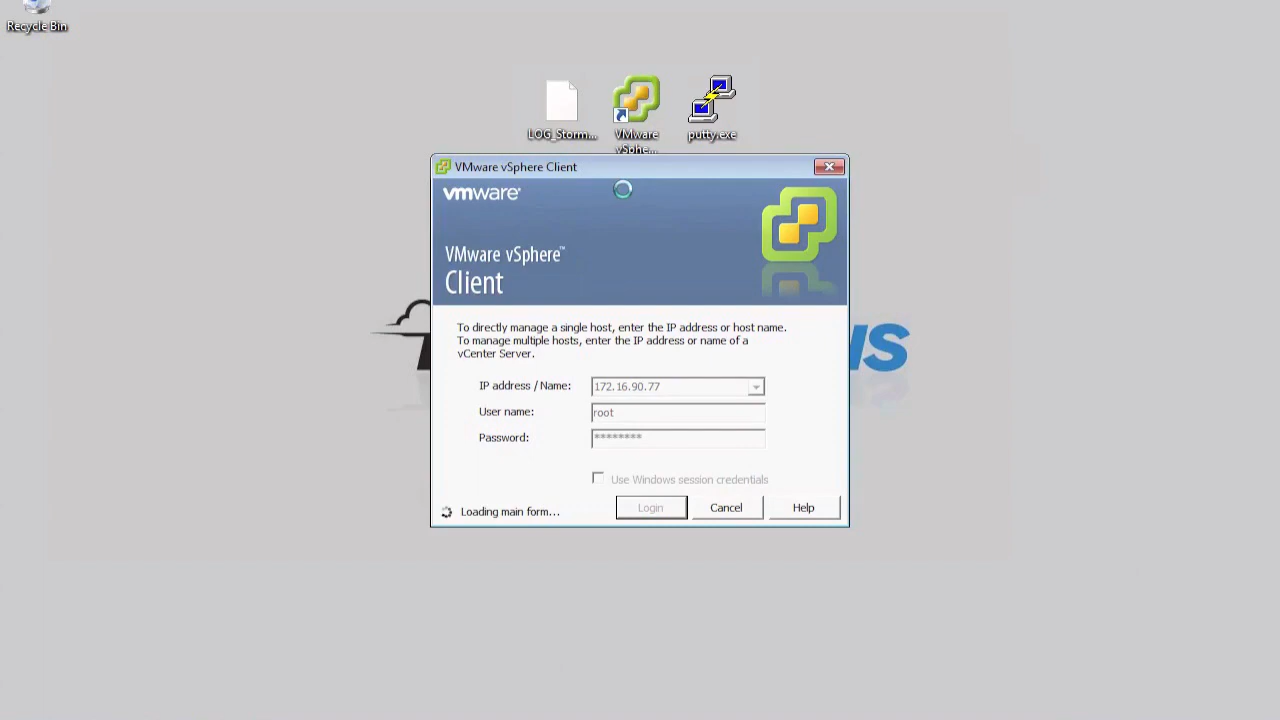 Recycle Bin
LOG_Storm...
VMware
vSphe...
putty.exe
VMware vSphere Client
vmware®
VMware vSphere™
Client
To directly manage a single host, enter the IP address or host name.
To manage multiple hosts, enter the IP address or name of a
vCenter Server.
IP address / Name:
172.16.90.77
User name:
root
Password:
********
Use Windows session credentials
Loading main form...
Login
Cancel
Help